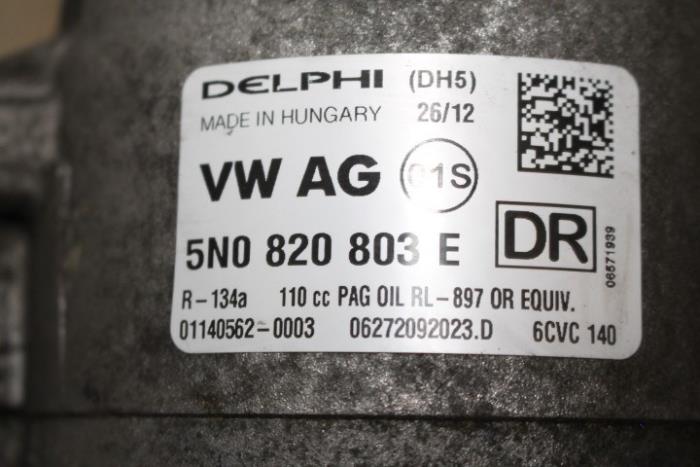 DELPHI (DH5)
MADE IN HUNGARY 26/12
VW AG 01S
5N0 820 803 E DR
06571939
R-134a 110 cc PAG OIL RL-897 OR EQUIV.
01140562-0003 06272092023.D 6CVC 140